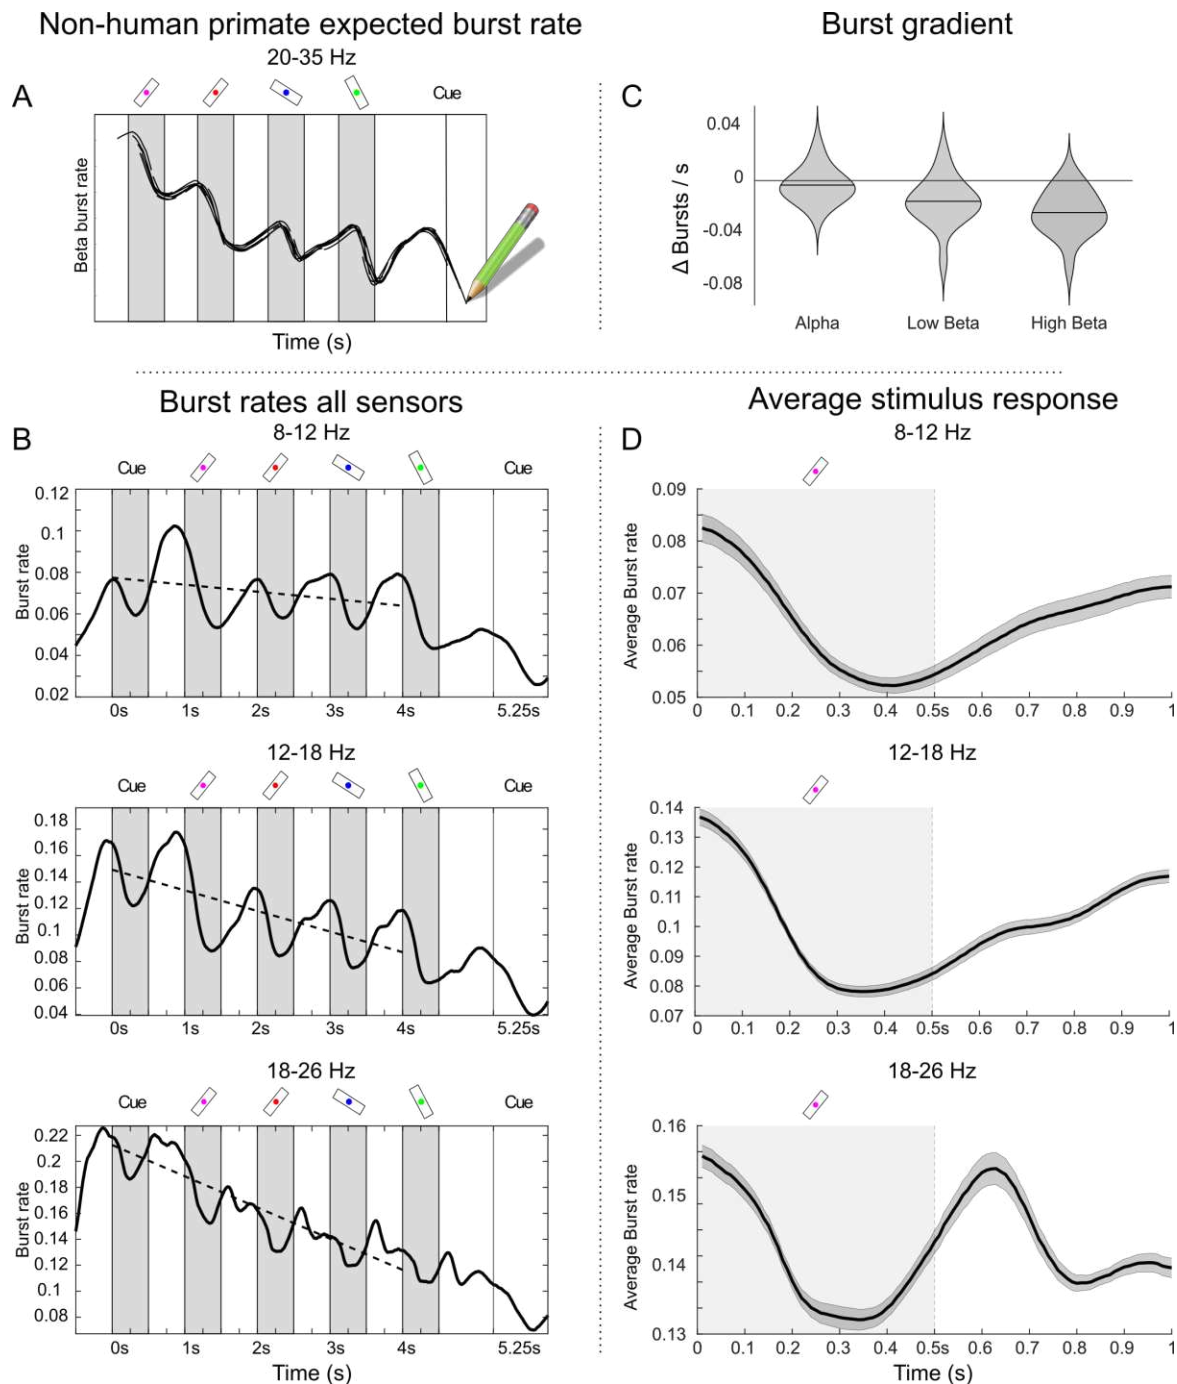 Non-human primate expected burst rate
20-35 Hz
A
Cue
Beta burst rate
Time (s)
Burst gradient
C
0.04
0
-0.04
-0.08
Δ Bursts / s
Alpha
Low Beta
High Beta
Burst rates all sensors
B
8-12 Hz
Cue
Cue
0.12
0.1
0.08
0.06
0.04
0.02
Burst rate
0s 1s 2s 3s 4s 5.25s
12-18 Hz
Cue
Cue
0.18
0.16
0.14
0.12
0.1
0.08
0.06
0.04
Burst rate
0s 1s 2s 3s 4s 5.25s
18-26 Hz
Cue
Cue
0.22
0.2
0.18
0.16
0.14
0.12
0.1
0.08
Burst rate
0s 1s 2s 3s 4s 5.25s
Time (s)
Average stimulus response
D
8-12 Hz
0.09
0.08
0.07
0.06
0.05
Average Burst rate
0 0.1 0.2 0.3 0.4 0.5s 0.6 0.7 0.8 0.9 1
12-18 Hz
0.14
0.13
0.12
0.11
0.1
0.09
0.08
0.07
Average Burst rate
0 0.1 0.2 0.3 0.4 0.5s 0.6 0.7 0.8 0.9 1
18-26 Hz
0.16
0.15
0.14
0.13
Average Burst rate
0 0.1 0.2 0.3 0.4 0.5s 0.6 0.7 0.8 0.9 1
Time (s)